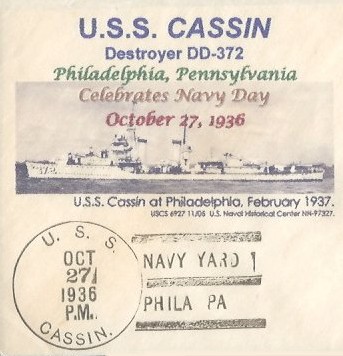 U.S.S. CASSIN
Destroyer DD-372
Philadelphia, Pennsylvania
Celebrates Navy Day
October 27, 1936
U.S.S. Cassin at Philadelphia, February 1937.
USCS 6927 11/06 U.S. Naval Historical Center NH-97327.
U. S. S.
OCT
27
1936
P.M.
CASSIN.
NAVY YARD
PHILA PA